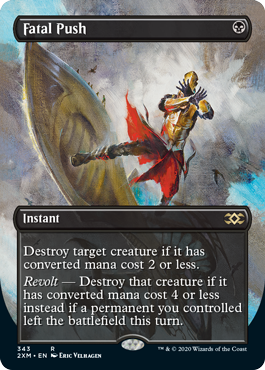 Fatal Push
Instant
Destroy target creature if it has
converted mana cost 2 or less.
Revolt — Destroy that creature if it
has converted mana cost 4 or less
instead if a permanent you controlled
left the battlefield this turn.
343 R
2XM • EN Eric Velhagen
™ & © 2020 Wizards of the Coast